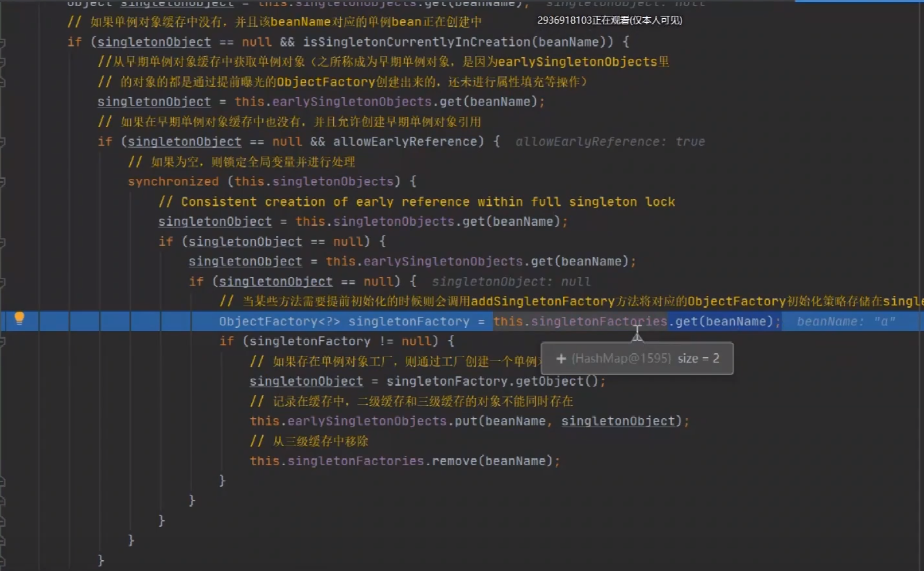 Object singletonObject = this.singletonObjects.get(beanName); singletonObject: null
// 如果单例对象缓存中没有，并且该beanName对应的单例bean正在创建中
2936918103正在观看(仅本人可见)
if (singletonObject == null && isSingletonCurrentlyInCreation(beanName)) {
//从早期单例对象缓存中获取单例对象（之所称成为早期单例对象，是因为earlySingletonObjects里
// 的对象的都是通过提前曝光的ObjectFactory创建出来的，还未进行属性填充等操作）
singletonObject = this.earlySingletonObjects.get(beanName);
// 如果在早期单例对象缓存中也没有，并且允许创建早期单例对象引用
if (singletonObject == null && allowEarlyReference) { allowEarlyReference: true
// 如果为空，则锁定全局变量并进行处理
synchronized (this.singletonObjects) {
// Consistent creation of early reference within full singleton lock
singletonObject = this.singletonObjects.get(beanName);
if (singletonObject == null) {
singletonObject = this.earlySingletonObjects.get(beanName);
if (singletonObject == null) { singletonObject: null
// 当某些方法需要提前初始化的时候则会调用addSingletonFactory方法将对应的ObjectFactory初始化策略存储在singl
ObjectFactory<?> singletonFactory = this.singletonFactories.get(beanName); beanName: "a"
if (singletonFactory != null) {
+ {HashMap@1595} size = 2
// 如果存在单例对象工厂，则通过工厂创建一个单例
singletonObject = singletonFactory.getObject();
// 记录在缓存中，二级缓存和三级缓存的对象不能同时存在
this.earlySingletonObjects.put(beanName, singletonObject);
// 从三级缓存中移除
this.singletonFactories.remove(beanName);
}
}
}
}
}